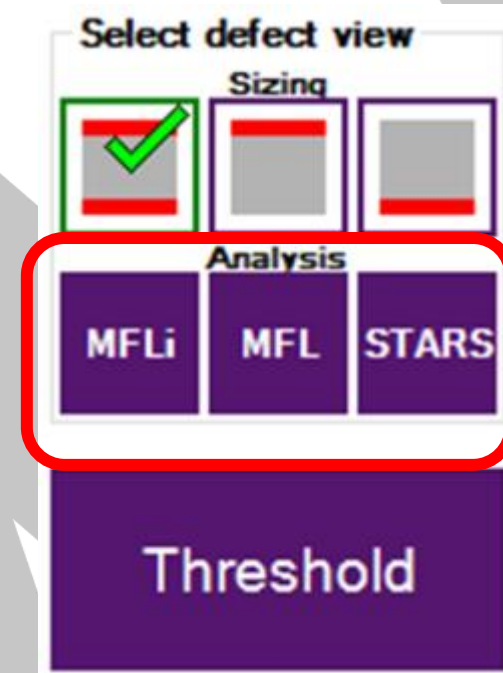 Select defect view
Sizing
Analysis
MFLi MFL STARS
Threshold